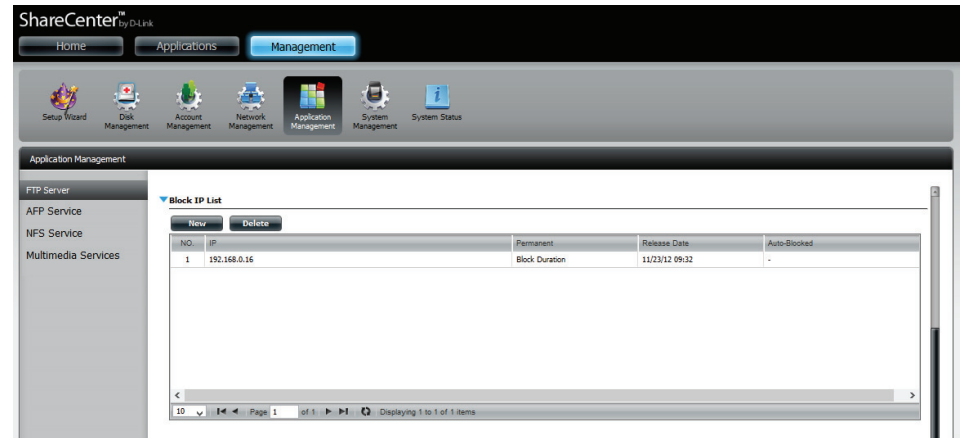 ShareCenter™ by D-Link
Home Applications Management
Setup Wizard Disk Management Account Management Network Management Application Management System Management System Status
Application Management
FTP Server
AFP Service
NFS Service
Multimedia Services
Block IP List
New Delete
NO. IP Permanent Release Date Auto-Blocked
1 192.168.0.16 Block Duration 11/23/12 09:32 -
10 Page 1 of 1 Displaying 1 to 1 of 1 items